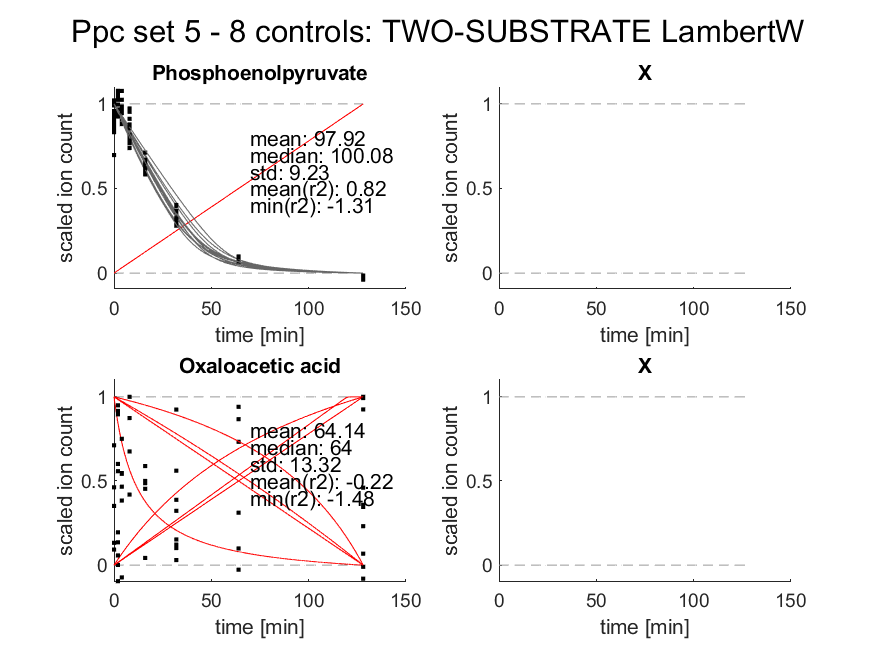 Ppc set 5 - 8 controls: TWO-SUBSTRATE LambertW
Phosphoenolpyruvate
scaled ion count
1
0.5
0
mean: 97.92
median: 100.08
std: 9.23
mean(r2): 0.82
min(r2): -1.31
0
50
100
150
time [min]
X
scaled ion count
1
0.5
0
0
50
100
150
time [min]
Oxaloacetic acid
scaled ion count
1
0.5
0
mean: 64.14
median: 64
std: 13.32
mean(r2): -0.22
min(r2): -1.48
0
50
100
150
time [min]
X
scaled ion count
1
0.5
0
0
50
100
150
time [min]